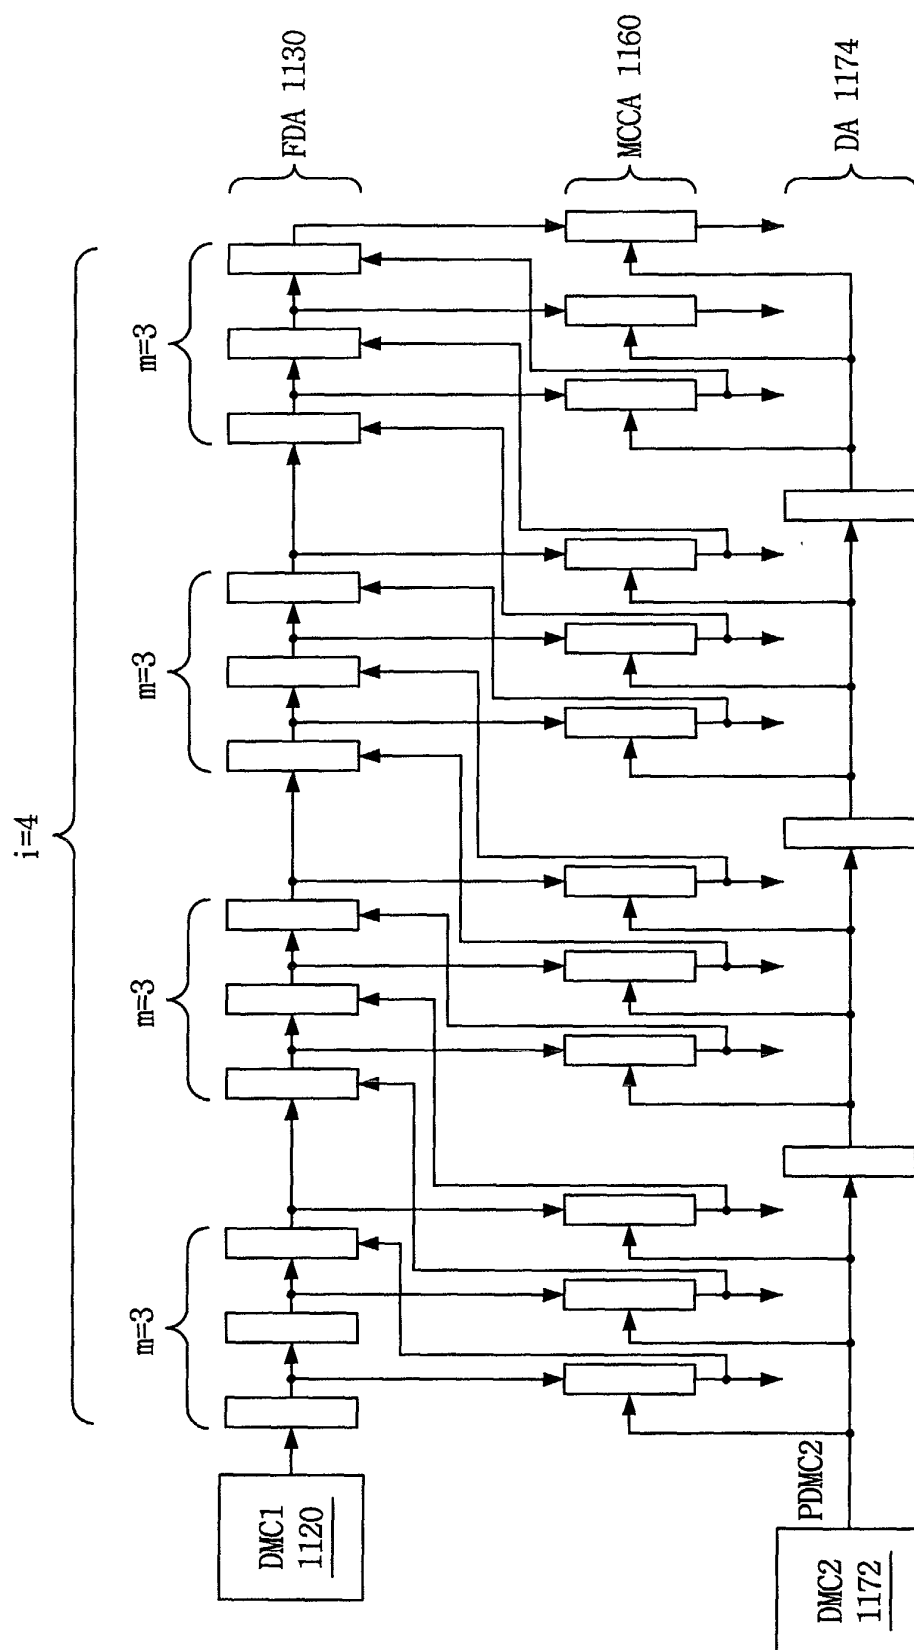 i=4
m=3
m=3
m=3
m=3
DMC1
1120
FDA 1130
MCCA 1160
DMC2
1172
PDMC2
DA 1174